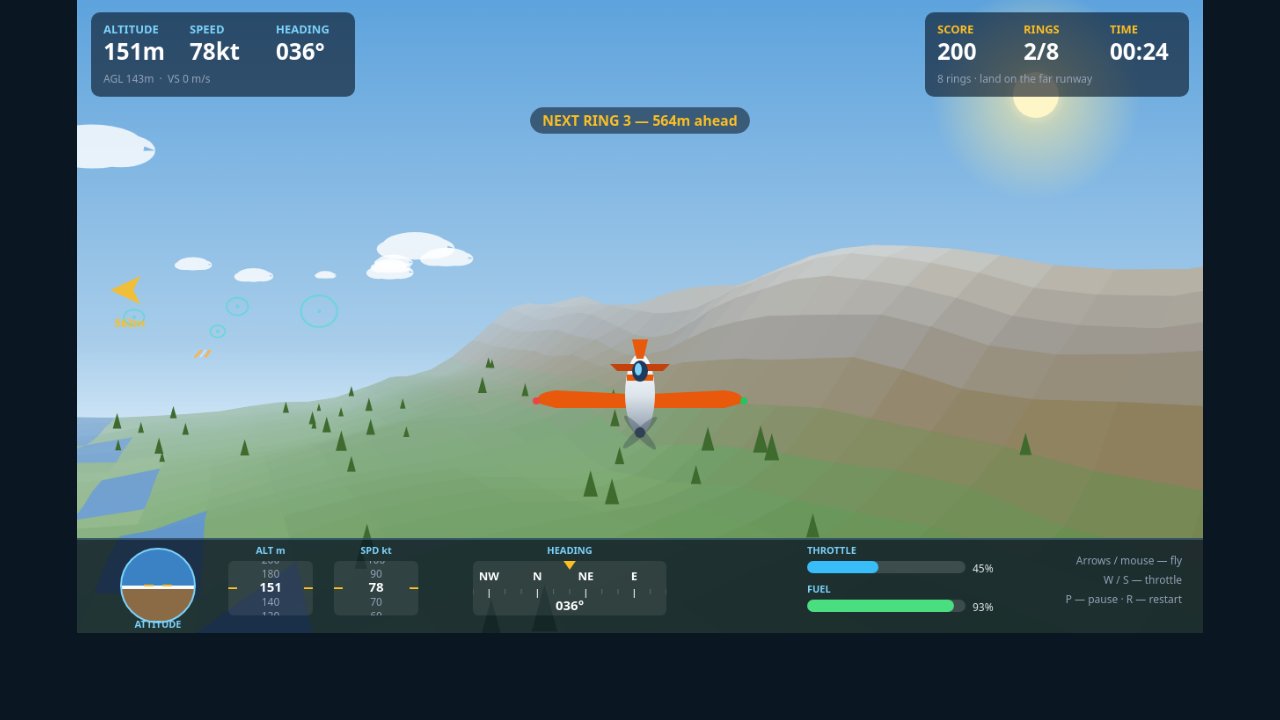 ALTITUDE SPEED HEADING
151m 78kt 036°
AGL 143m · VS 0 m/s
SCORE RINGS TIME
200 2/8 00:24
8 rings · land on the far runway
NEXT RING 3 — 564m ahead
ALT m
180
151
140
SPD kt
90
78
70
HEADING
NW N NE E
036°
THROTTLE
45%
FUEL
93%
Arrows / mouse — fly
W / S — throttle
P — pause · R — restart
ATTITUDE